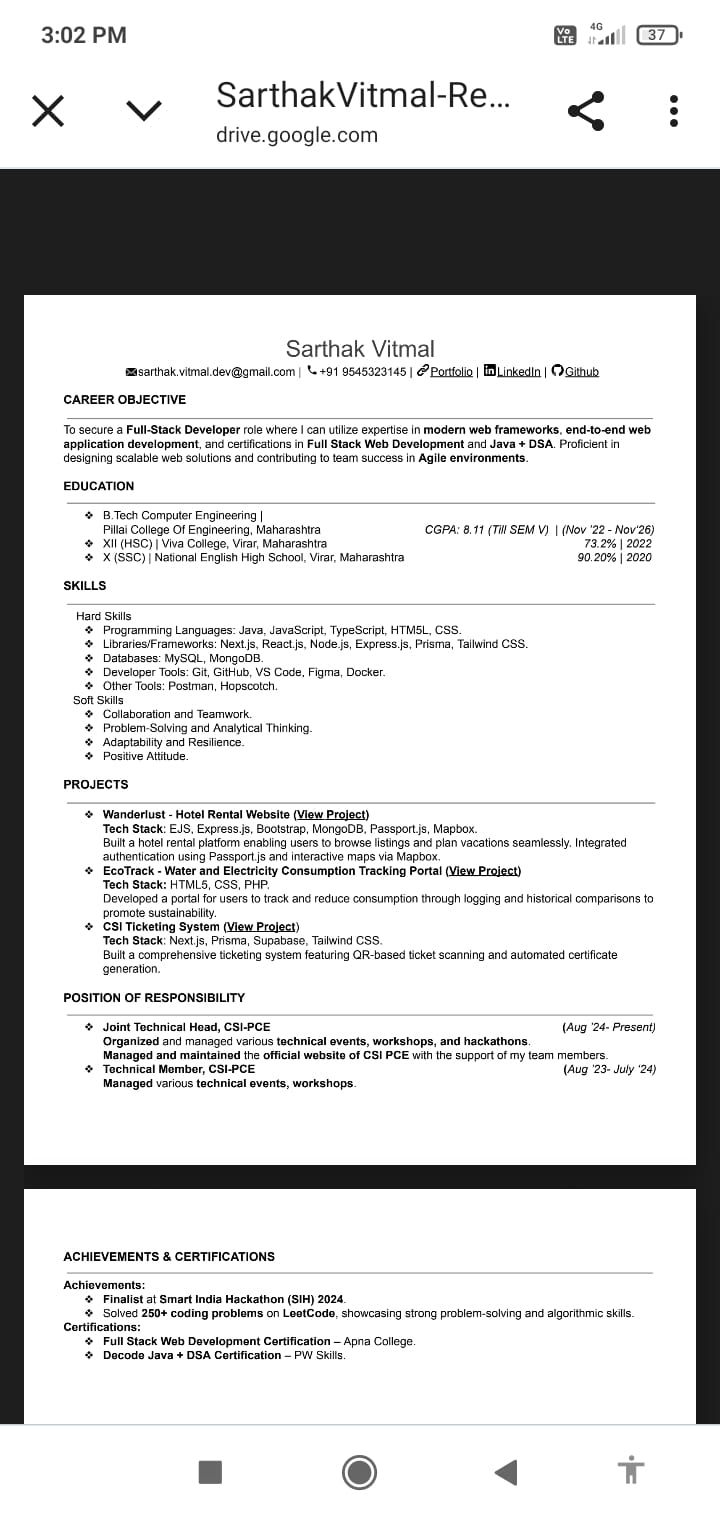 3:02 PM
Vo LTE 4G 37
SarthakVitmal-Re...
drive.google.com
Sarthak Vitmal
sarthak.vitmal.dev@gmail.com | +91 9545323145 | Portfolio | LinkedIn | Github
CAREER OBJECTIVE
To secure a Full-Stack Developer role where I can utilize expertise in modern web frameworks, end-to-end web
application development, and certifications in Full Stack Web Development and Java + DSA. Proficient in
designing scalable web solutions and contributing to team success in Agile environments.
EDUCATION
❖ B.Tech Computer Engineering |
Pillai College Of Engineering, Maharashtra CGPA: 8.11 (Till SEM V) | (Nov '22 - Nov'26)
❖ XII (HSC) | Viva College, Virar, Maharashtra 73.2% | 2022
❖ X (SSC) | National English High School, Virar, Maharashtra 90.20% | 2020
SKILLS
Hard Skills
❖ Programming Languages: Java, JavaScript, TypeScript, HTM5L, CSS.
❖ Libraries/Frameworks: Next.js, React.js, Node.js, Express.js, Prisma, Tailwind CSS.
❖ Databases: MySQL, MongoDB.
❖ Developer Tools: Git, GitHub, VS Code, Figma, Docker.
❖ Other Tools: Postman, Hopscotch.
Soft Skills
❖ Collaboration and Teamwork.
❖ Problem-Solving and Analytical Thinking.
❖ Adaptability and Resilience.
❖ Positive Attitude.
PROJECTS
❖ Wanderlust - Hotel Rental Website (View Project)
Tech Stack: EJS, Express.js, Bootstrap, MongoDB, Passport.js, Mapbox.
Built a hotel rental platform enabling users to browse listings and plan vacations seamlessly. Integrated
authentication using Passport.js and interactive maps via Mapbox.
❖ EcoTrack - Water and Electricity Consumption Tracking Portal (View Project)
Tech Stack: HTML5, CSS, PHP.
Developed a portal for users to track and reduce consumption through logging and historical comparisons to
promote sustainability.
❖ CSI Ticketing System (View Project)
Tech Stack: Next.js, Prisma, Supabase, Tailwind CSS.
Built a comprehensive ticketing system featuring QR-based ticket scanning and automated certificate
generation.
POSITION OF RESPONSIBILITY
❖ Joint Technical Head, CSI-PCE (Aug '24- Present)
Organized and managed various technical events, workshops, and hackathons.
Managed and maintained the official website of CSI PCE with the support of my team members.
❖ Technical Member, CSI-PCE (Aug '23- July '24)
Managed various technical events, workshops.
ACHIEVEMENTS & CERTIFICATIONS
Achievements:
❖ Finalist at Smart India Hackathon (SIH) 2024.
❖ Solved 250+ coding problems on LeetCode, showcasing strong problem-solving and algorithmic skills.
Certifications:
❖ Full Stack Web Development Certification – Apna College.
❖ Decode Java + DSA Certification – PW Skills.